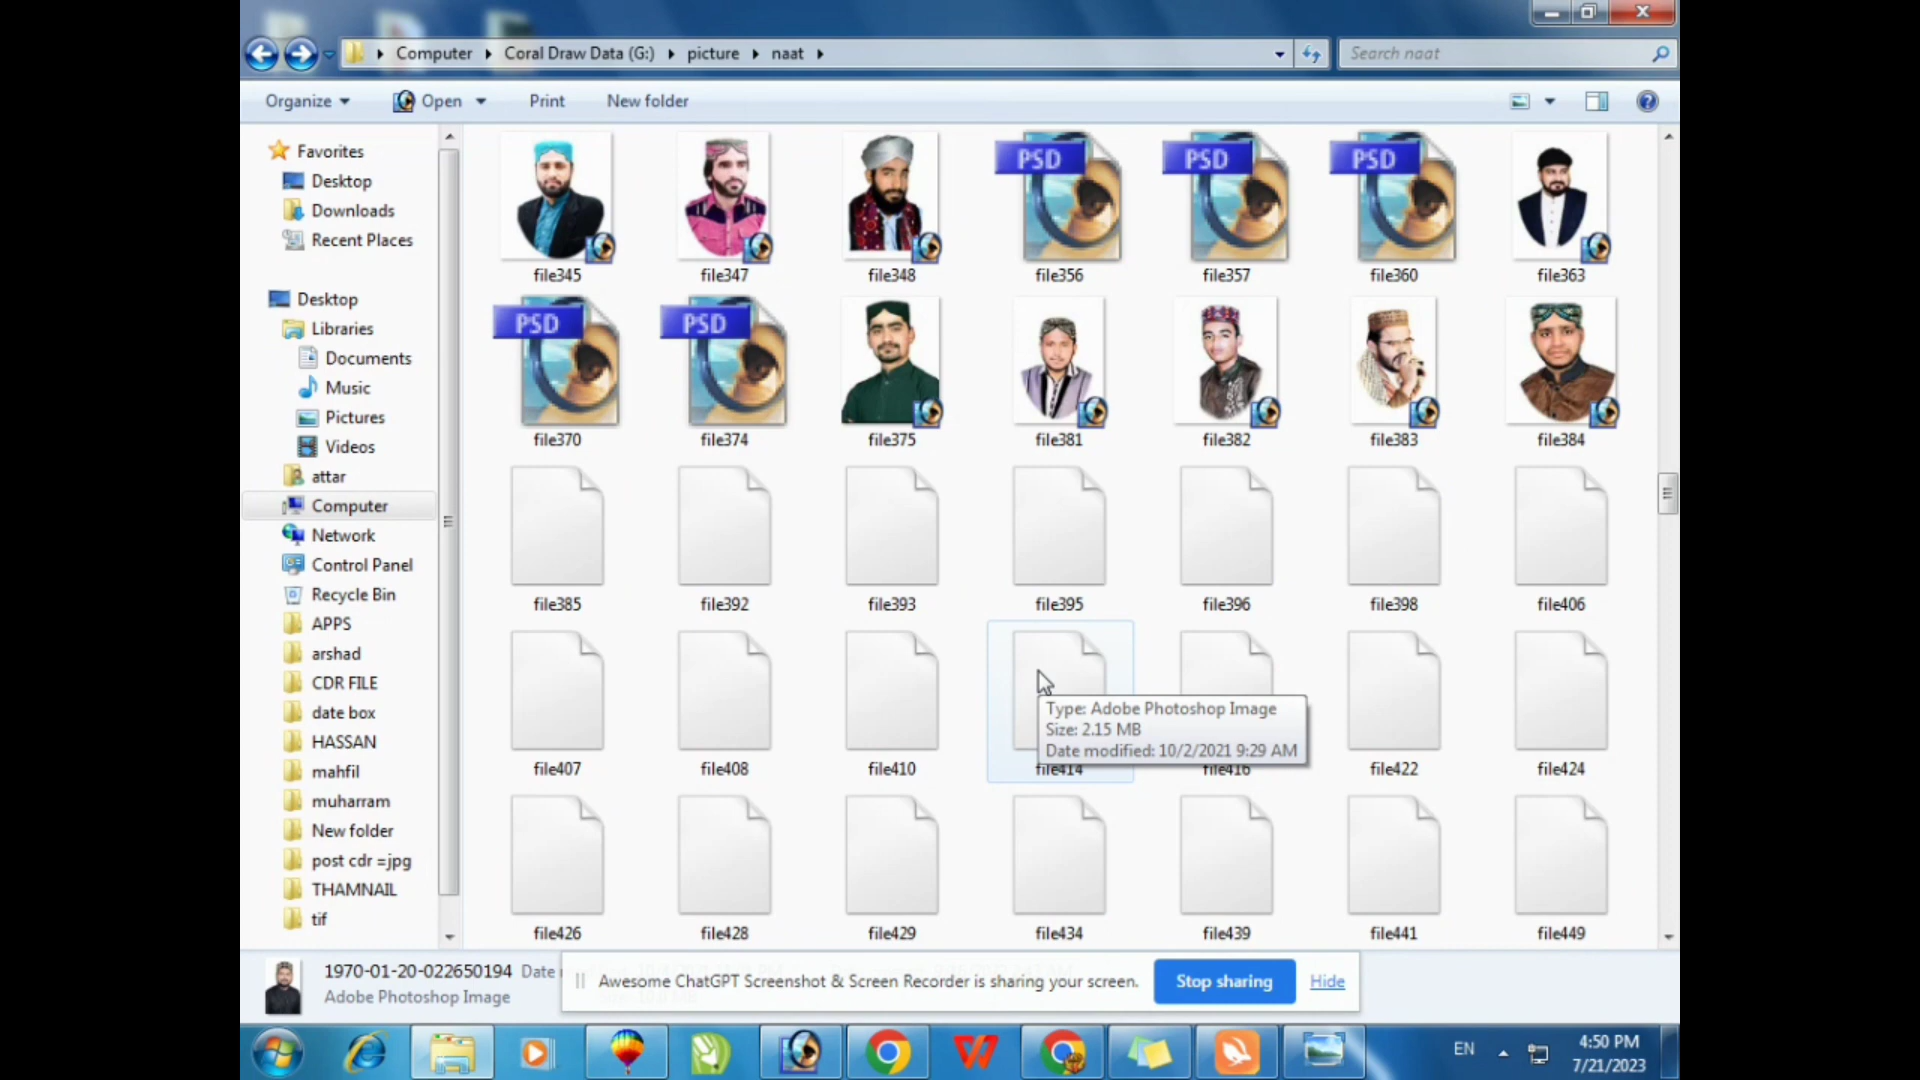 Computer Coral Draw Data (G:) picture naat
Search naat
Organize Open Print New folder
Favorites
Desktop
Downloads
Recent Places
Desktop
Libraries
Documents
Music
Pictures
Videos
attar
Computer
Network
Control Panel
Recycle Bin
APPS
arshad
CDR FILE
date box
HASSAN
mahfil
muharram
New folder
post cdr =jpg
THAMNAIL
tif
PSD PSD PSD
file345 file347 file348 file356 file357 file360 file363
PSD PSD
file370 file374 file375 file381 file382 file383 file384
file385 file392 file393 file395 file396 file398 file406
Type: Adobe Photoshop Image
Size: 2.15 MB
Date modified: 10/2/2021 9:29 AM
file407 file408 file410 file414 file416 file422 file424
file426 file428 file429 file434 file439 file441 file449
1970-01-20-022650194 Date
Adobe Photoshop Image
Awesome ChatGPT Screenshot & Screen Recorder is sharing your screen. Stop sharing Hide
EN
4:50 PM
7/21/2023